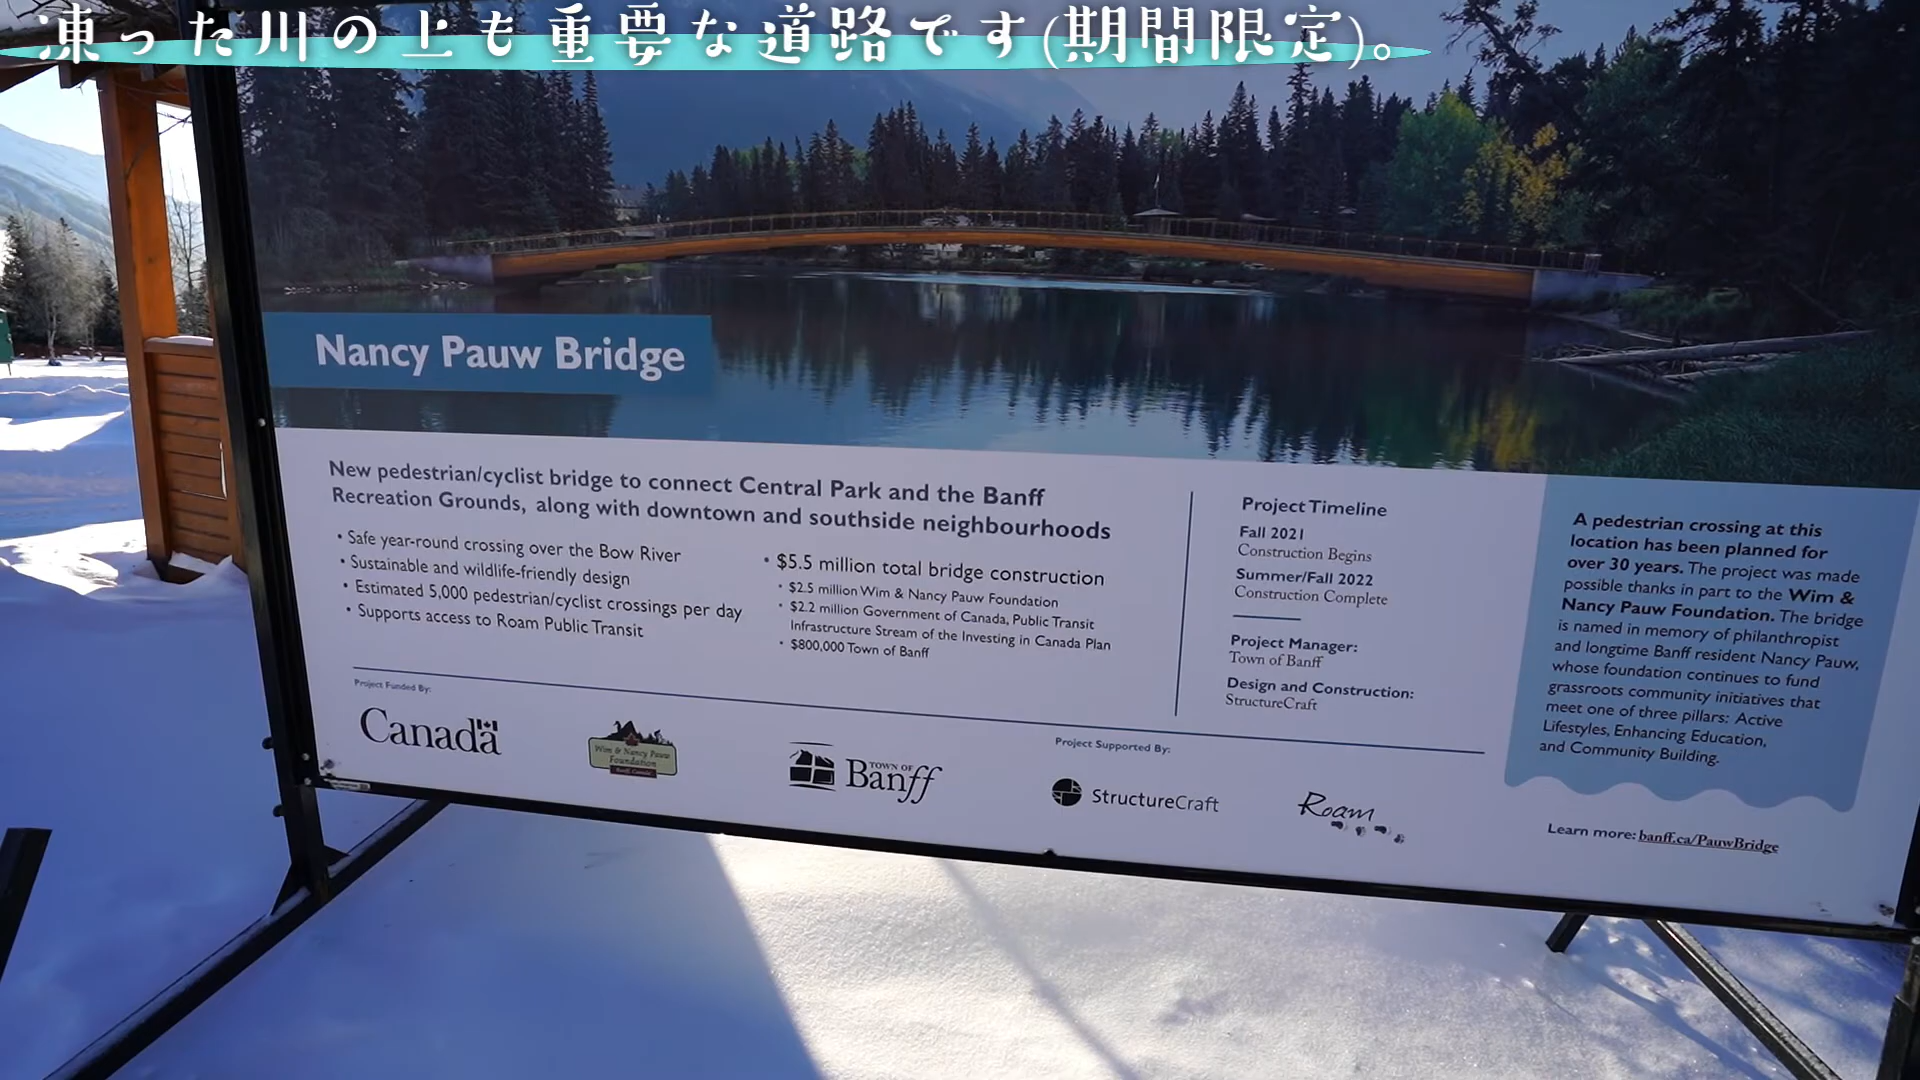 凍った川の上も重要な道路です(期間限定)。
Nancy Pauw Bridge
New pedestrian/cyclist bridge to connect Central Park and the Banff
Recreation Grounds, along with downtown and southside neighbourhoods
• Safe year-round crossing over the Bow River
• Sustainable and wildlife-friendly design
• Estimated 5,000 pedestrian/cyclist crossings per day
• Supports access to Roam Public Transit
• $5.5 million total bridge construction
• $2.5 million Wim & Nancy Pauw Foundation
• $2.2 million Government of Canada, Public Transit
Infrastructure Stream of the Investing in Canada Plan
• $800,000 Town of Banff
Project Timeline
Fall 2021
Construction Begins
Summer/Fall 2022
Construction Complete
Project Manager:
Town of Banff
Design and Construction:
StructureCraft
A pedestrian crossing at this
location has been planned for
over 30 years. The project was made
possible thanks in part to the Wim &
Nancy Pauw Foundation. The bridge
is named in memory of philanthropist
and longtime Banff resident Nancy Pauw,
whose foundation continues to fund
grassroots community initiatives that
meet one of three pillars: Active
Lifestyles, Enhancing Education,
and Community Building.
Project Funded By:
Canada
Wim & Nancy Pauw
Foundation
Banff, Canada
TOWN OF
Banff
Project Supported By:
StructureCraft
Roam
Learn more: banff.ca/PauwBridge